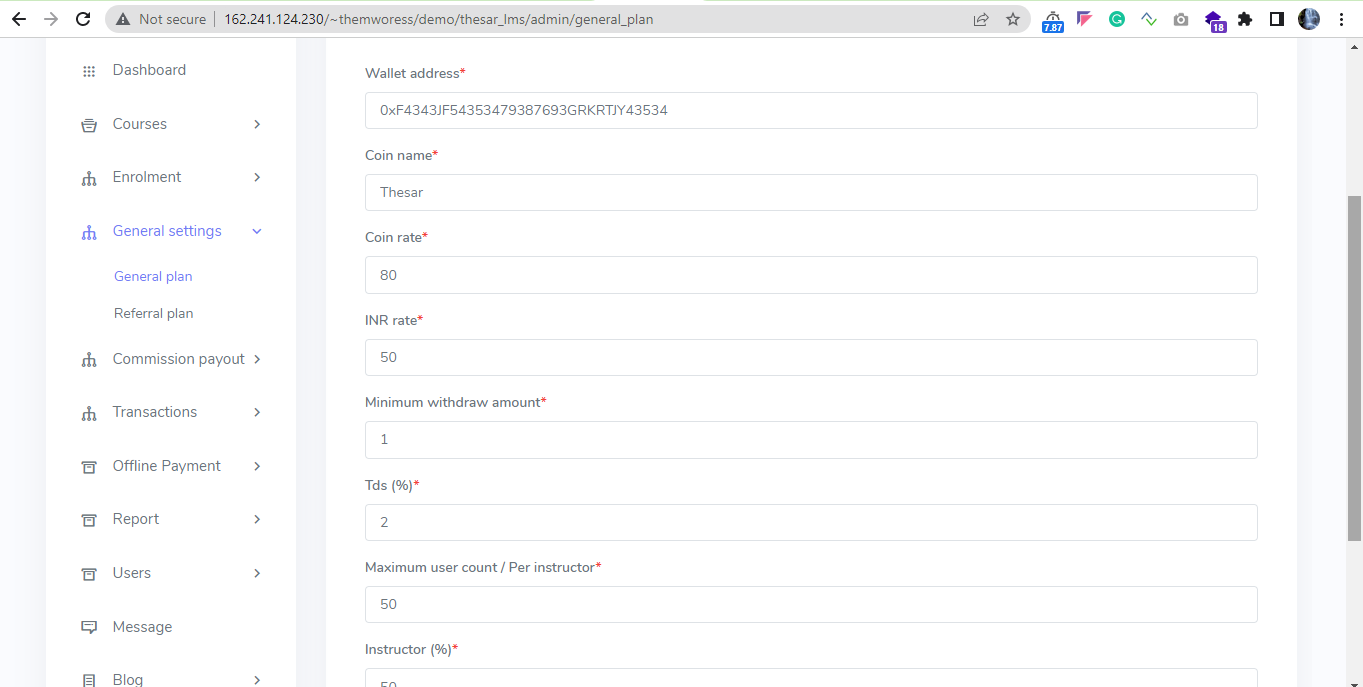 Not secure | 162.241.124.230/~themworess/demo/thesar_lms/admin/general_plan
7.87
18
Dashboard
Courses
Enrolment
General settings
General plan
Referral plan
Commission payout
Transactions
Offline Payment
Report
Users
Message
Blog
Wallet address*
0xF4343JF54353479387693GRKRTJY43534
Coin name*
Thesar
Coin rate*
80
INR rate*
50
Minimum withdraw amount*
1
Tds (%)*
2
Maximum user count / Per instructor*
50
Instructor (%)*
50